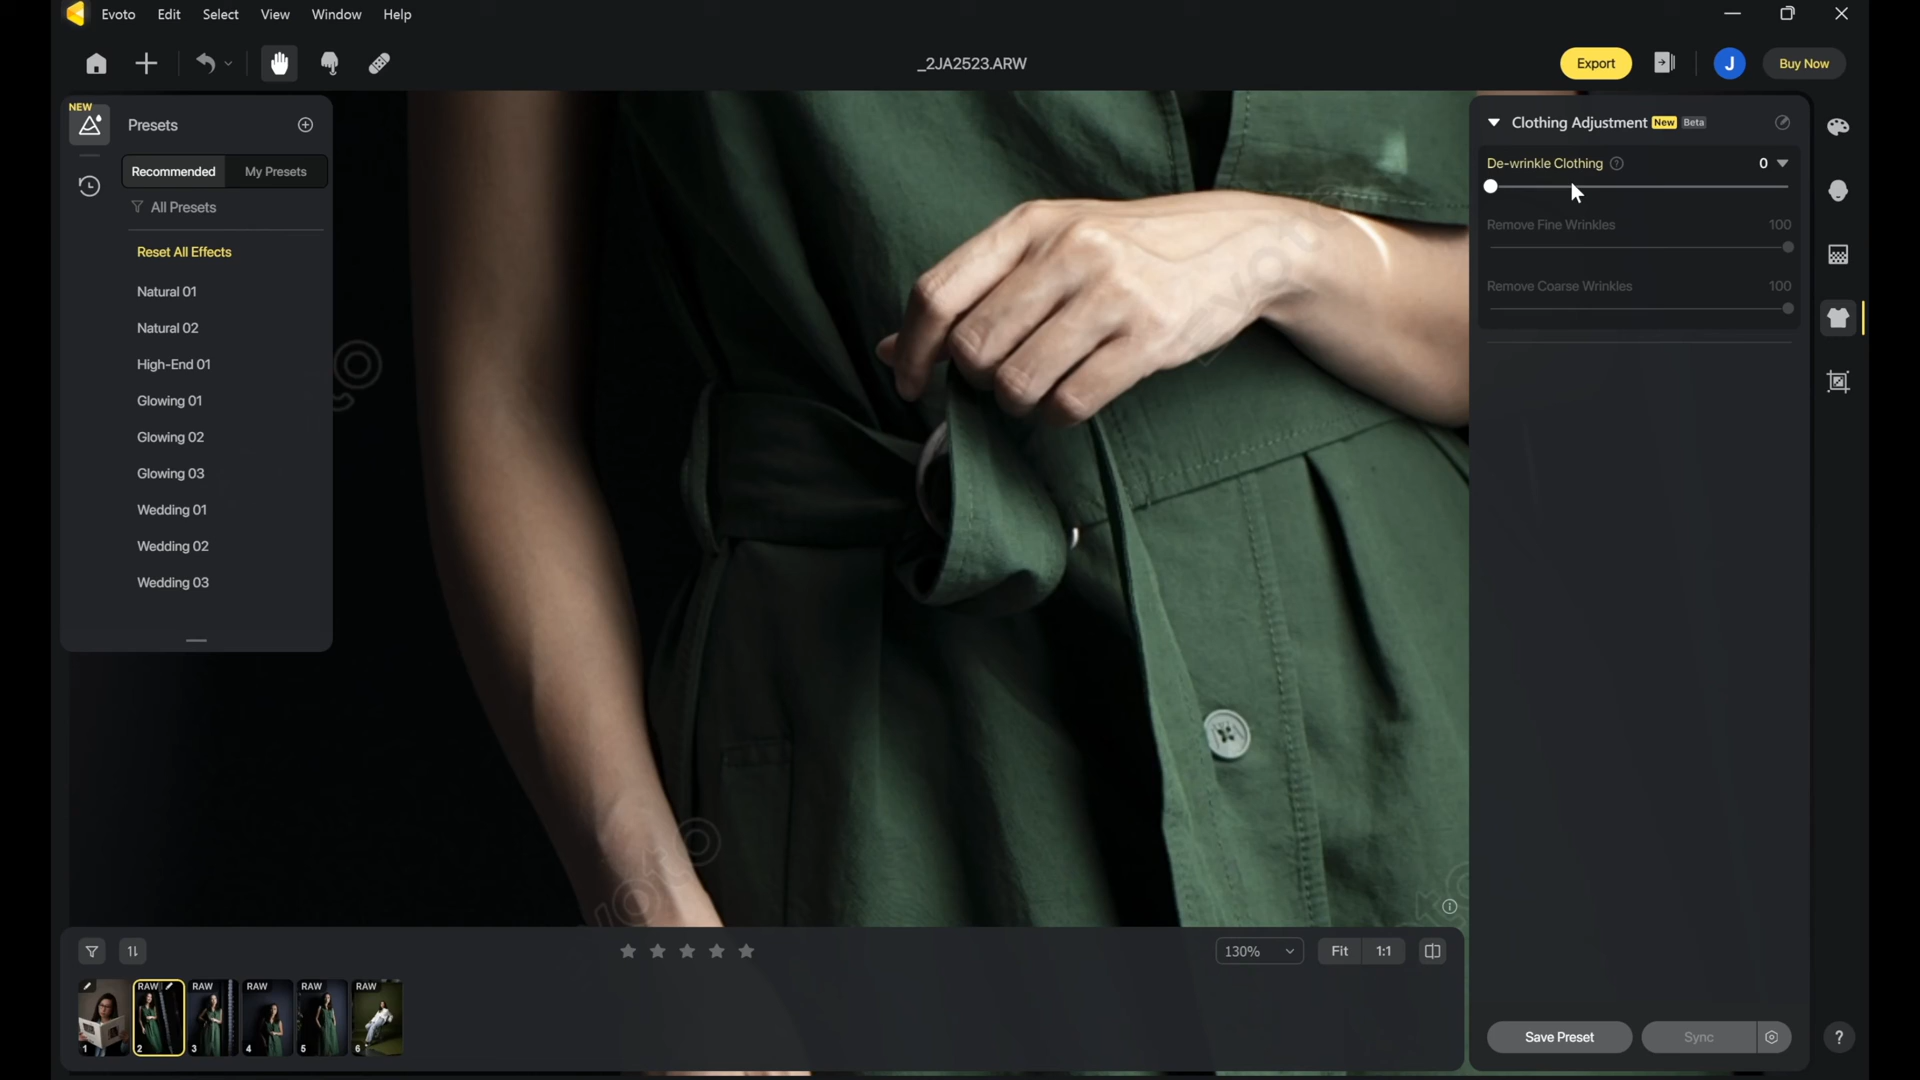 Evoto Edit Select View Window Help
_2JA2523.ARW
Export
J
Buy Now
NEW
Presets
Recommended My Presets
All Presets
Reset All Effects
Natural 01
Natural 02
High-End 01
Glowing 01
Glowing 02
Glowing 03
Wedding 01
Wedding 02
Wedding 03
Clothing Adjustment New Beta
De-wrinkle Clothing ? 0
Remove Fine Wrinkles 100
Remove Coarse Wrinkles 100
130% Fit 1:1
1
RAW 2
RAW 3
RAW 4
RAW 5
RAW 6
Save Preset Sync ?